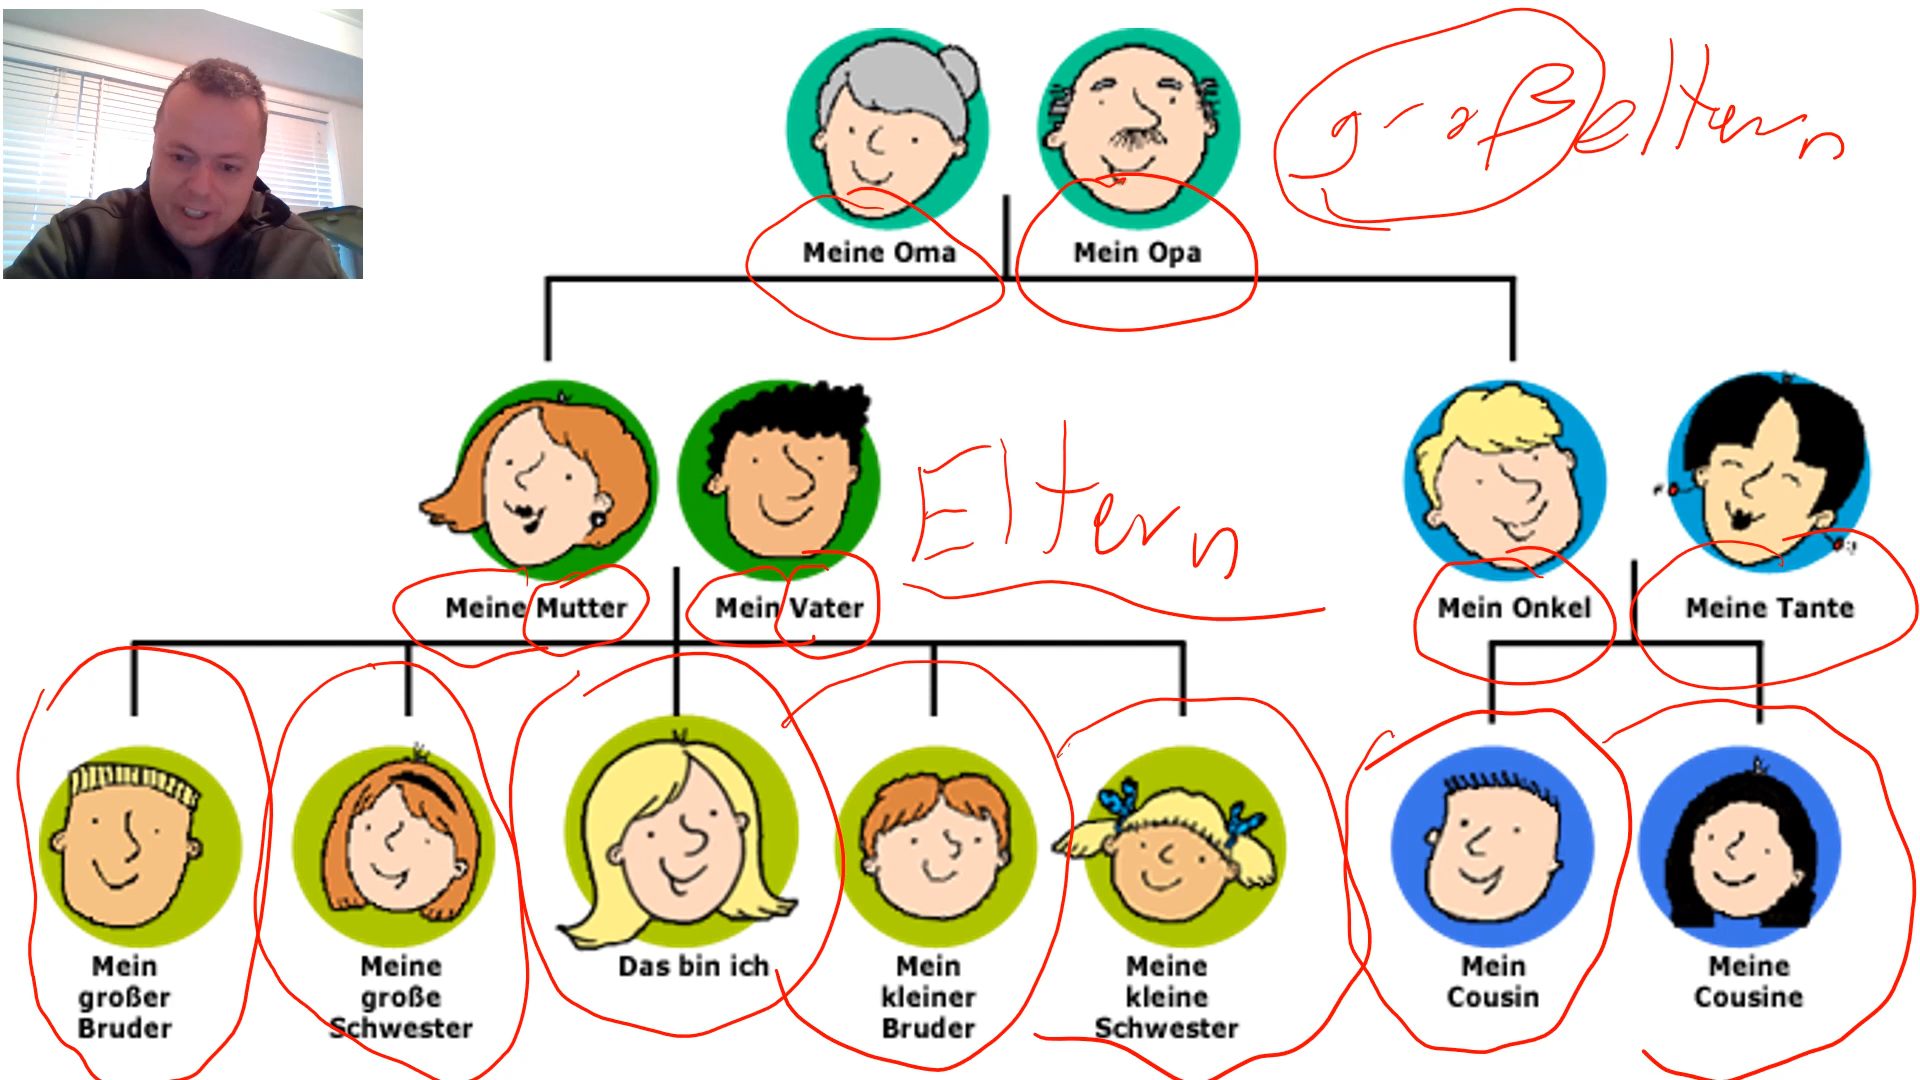 großeltern
Meine Oma
Mein Opa
Eltern
Meine Mutter
Mein Vater
Mein Onkel
Meine Tante
Mein
großer
Bruder
Meine
große
Schwester
Das bin ich
Mein
kleiner
Bruder
Meine
kleine
Schwester
Mein
Cousin
Meine
Cousine